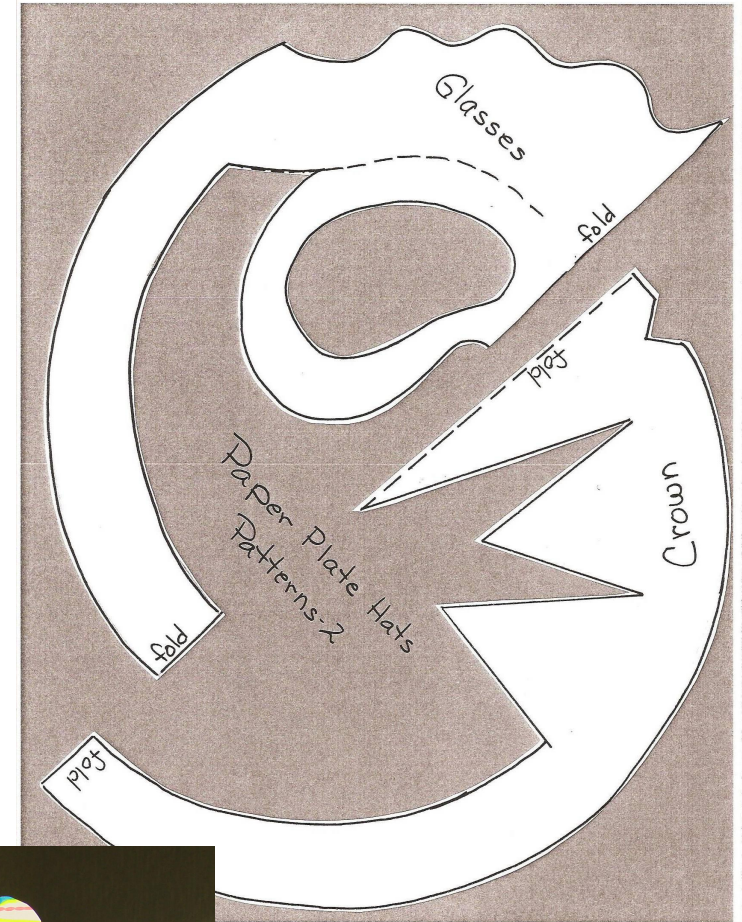 Glasses
fold
fold
Crown
Paper Plate Hats
Patterns-2
fold
fold